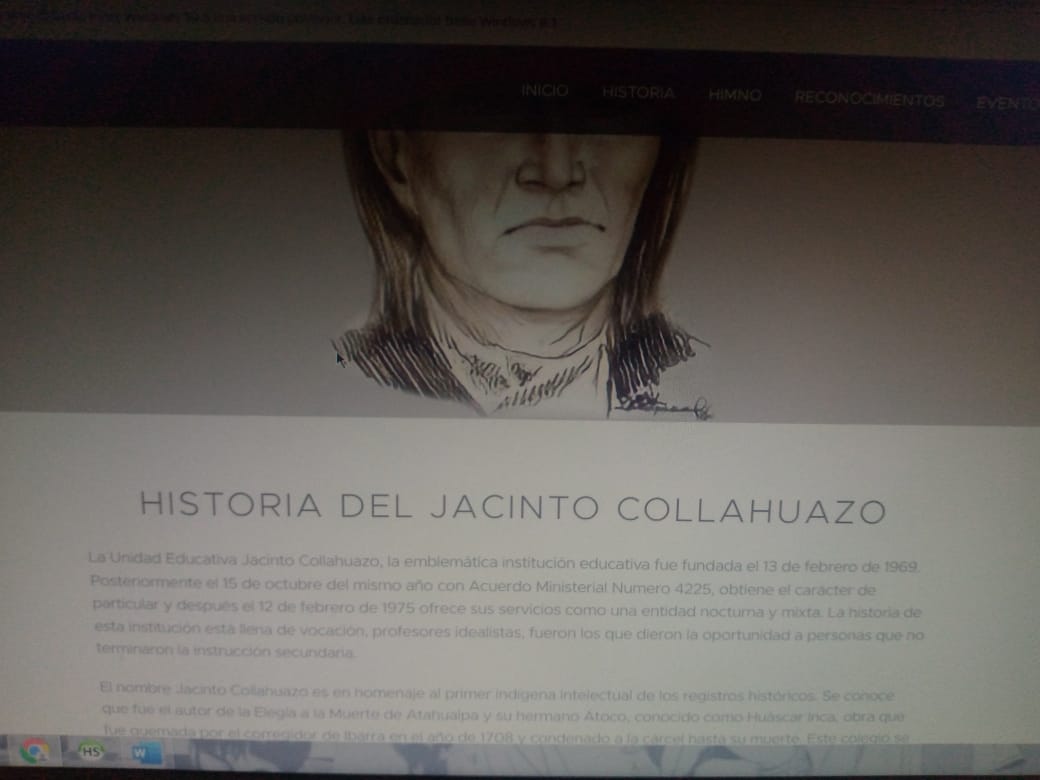 INICIO HISTORIA HIMNO RECONOCIMIENTOS EVENTO
HISTORIA DEL JACINTO COLLAHUAZO
La Unidad Educativa Jacinto Collahuazo, la emblemática institución educativa fue fundada el 13 de febrero de 1969.
Posteriormente el 15 de octubre del mismo año con Acuerdo Ministerial Numero 4225, obtiene el carácter de
particular y después el 12 de febrero de 1975 ofrece sus servicios como una entidad nocturna y mixta. La historia de
esta institución está llena de vocación, profesores idealistas, fueron los que dieron la oportunidad a personas que no
terminaron la instrucción secundaria.
El nombre Jacinto Collahuazo es en homenaje al primer indígena intelectual de los registros históricos. Se conoce
que fue el autor de la Elegía a la Muerte de Atahualpa y su hermano Atoco, conocido como Huáscar Inca; obra que
fue quemada por el corregidor de Ibarra en el año de 1708 y condenado a la cárcel hasta su muerte. Este colegio se
HS
W